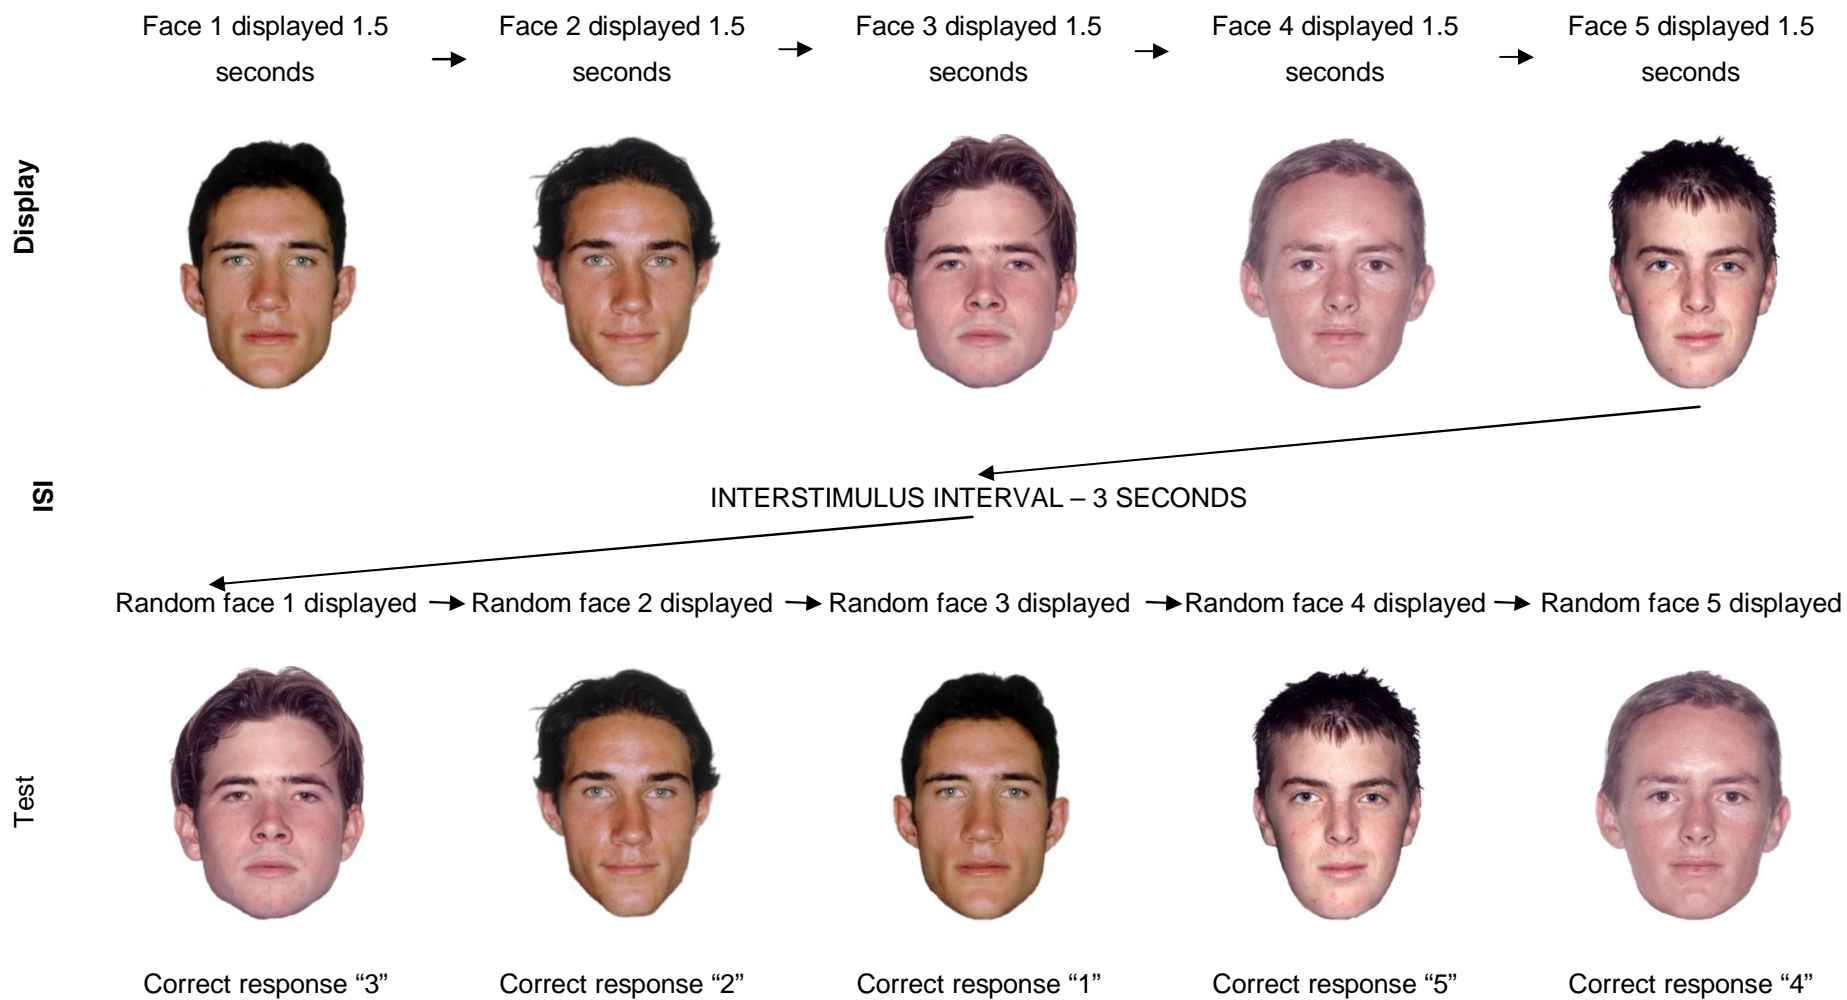 Face 1 displayed 1.5
seconds
Face 2 displayed 1.5
seconds
Face 3 displayed 1.5
seconds
Face 4 displayed 1.5
seconds
Face 5 displayed 1.5
seconds
Display
ISI
INTERSTIMULUS INTERVAL – 3 SECONDS
Random face 1 displayed
Random face 2 displayed
Random face 3 displayed
Random face 4 displayed
Random face 5 displayed
Test
Correct response “3”
Correct response “2”
Correct response “1”
Correct response “5”
Correct response “4”